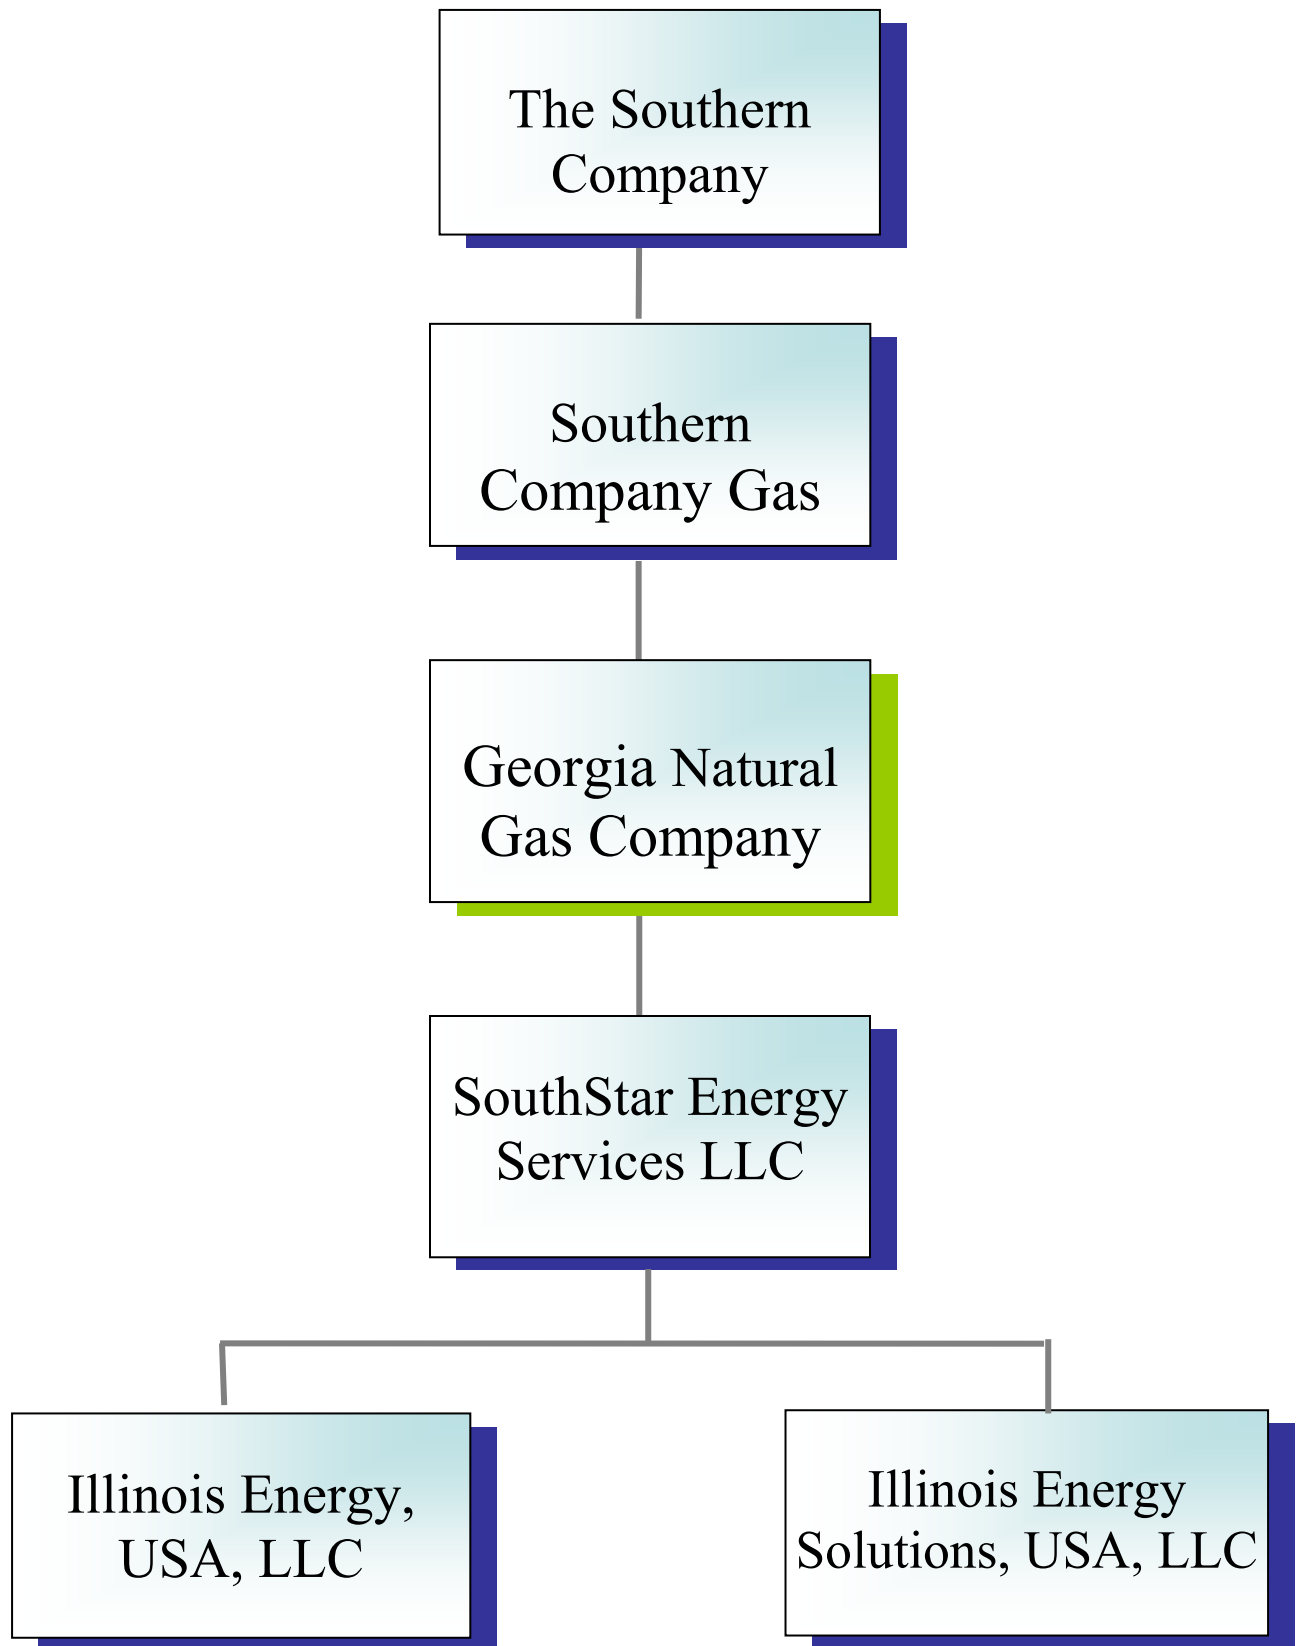 The Southern
Company
Southern
Company Gas
Georgia Natural
Gas Company
SouthStar Energy
Services LLC
Illinois Energy,
USA, LLC
Illinois Energy
Solutions, USA, LLC